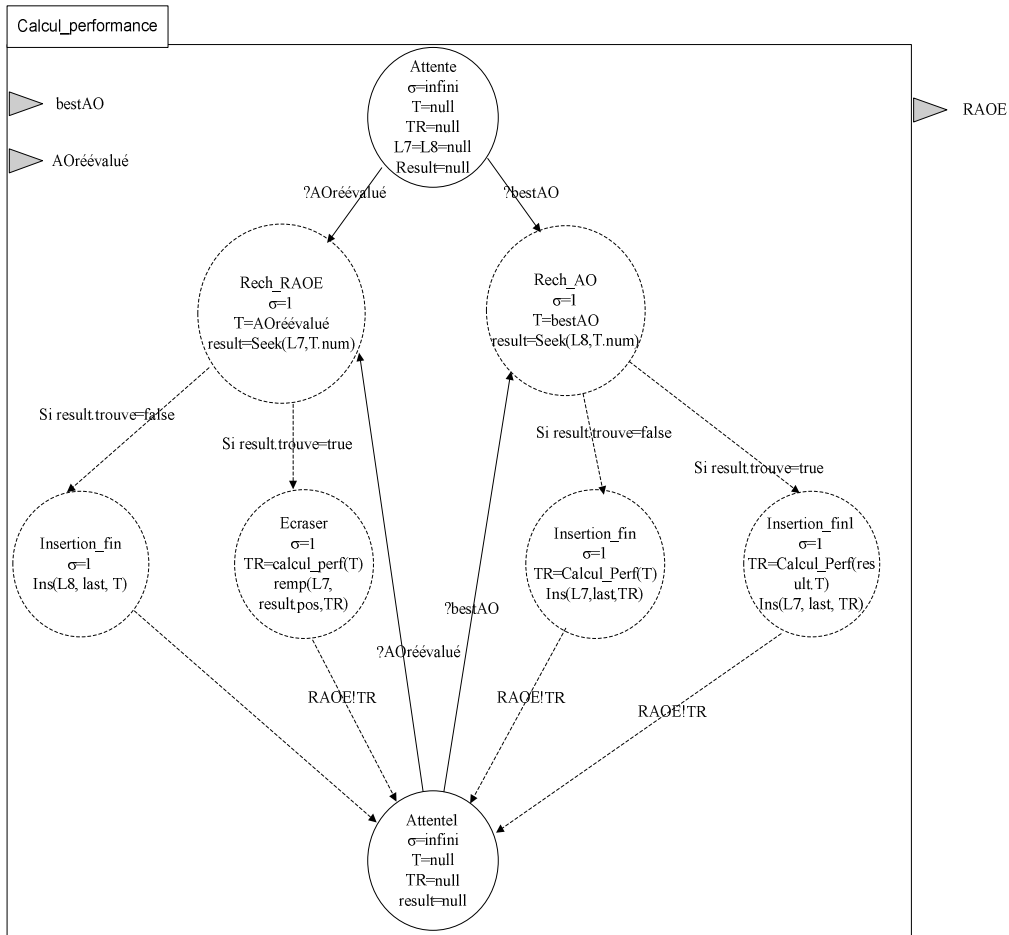 Calcul_performance
bestAO
AOréévalué
RAOE
Attente
σ=infini
T=null
TR=null
L7=L8=null
Result=null
?AOréévalué
?bestAO
Rech_RAOE
σ=1
T=AOréévalué
result=Seek(L7,T.num)
Rech_AO
σ=1
T=bestAO
result=Seek(L8,T.num)
Si result.trouve=false
Si result.trouve=true
Si result.trouve=false
Si result.trouve=true
Insertion_fin
σ=1
Ins(L8, last, T)
Ecraser
σ=1
TR=calcul_perf(T)
remp(L7,
result.pos,TR)
Insertion_fin
σ=1
TR=Calcul_Perf(T)
Ins(L7,last,TR)
Insertion_fin1
σ=1
TR=Calcul_Perf(res
ult.T)
Ins(L7, last, TR)
?bestAO
?AOréévalué
RAOE!TR
RAOE!TR
RAOE!TR
Attente1
σ=infini
T=null
TR=null
result=null